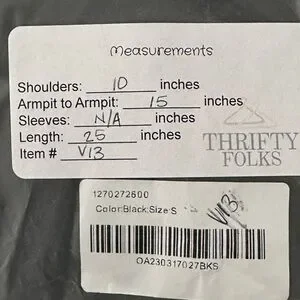 Measurements
Shoulders: 10 inches
Armpit to Armpit: 15 inches
Sleeves: N/A inches
Length: 25 inches
Item # V13
THRIFTY
FOLKS
1270272600
Color:Black;Size:S
V13
OA230317027BKS